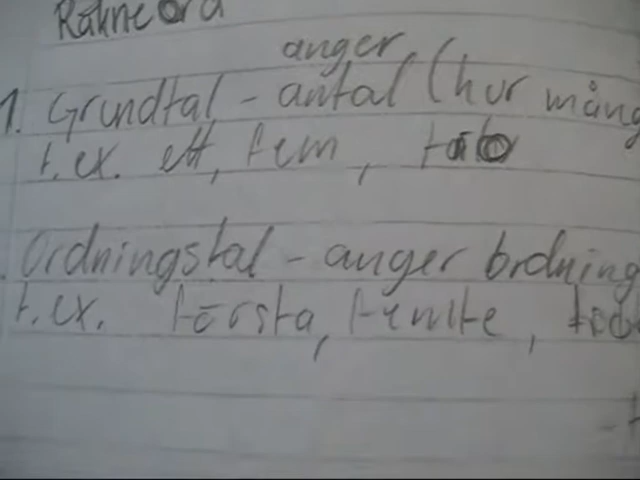 Räkneord
anger
1. Grundtal - antal (hur mång
t.ex. ett, fem,
Ordningstal - anger ordning
t.ex. första, femte,